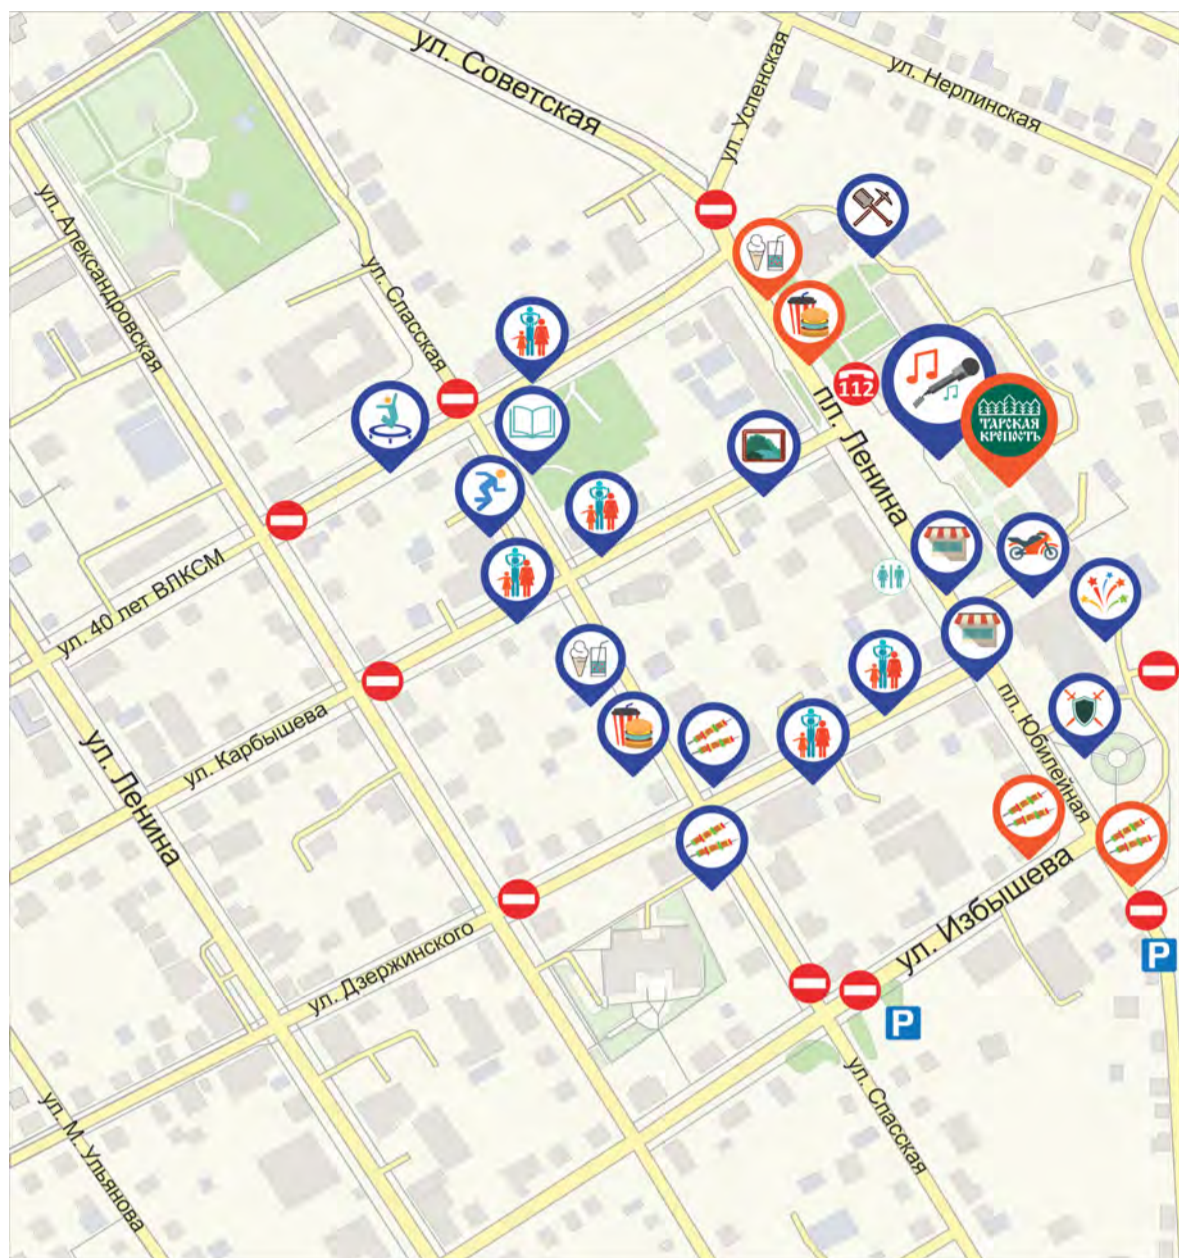 ул. Советская
ул. Успенская
ул. Нерпинская
ул. Александровская
ул. Спасская
112
пл. Ленина
ТАРСКАЯ
КРЕПОСТЬ
ул. 40 лет ВЛКСМ
ул. Карбышева
ул. Ленина
пл. Юбилейная
ул. Избышева
P
ул. Дзержинского
P
ул. Спасская
ул. М. Ульянова